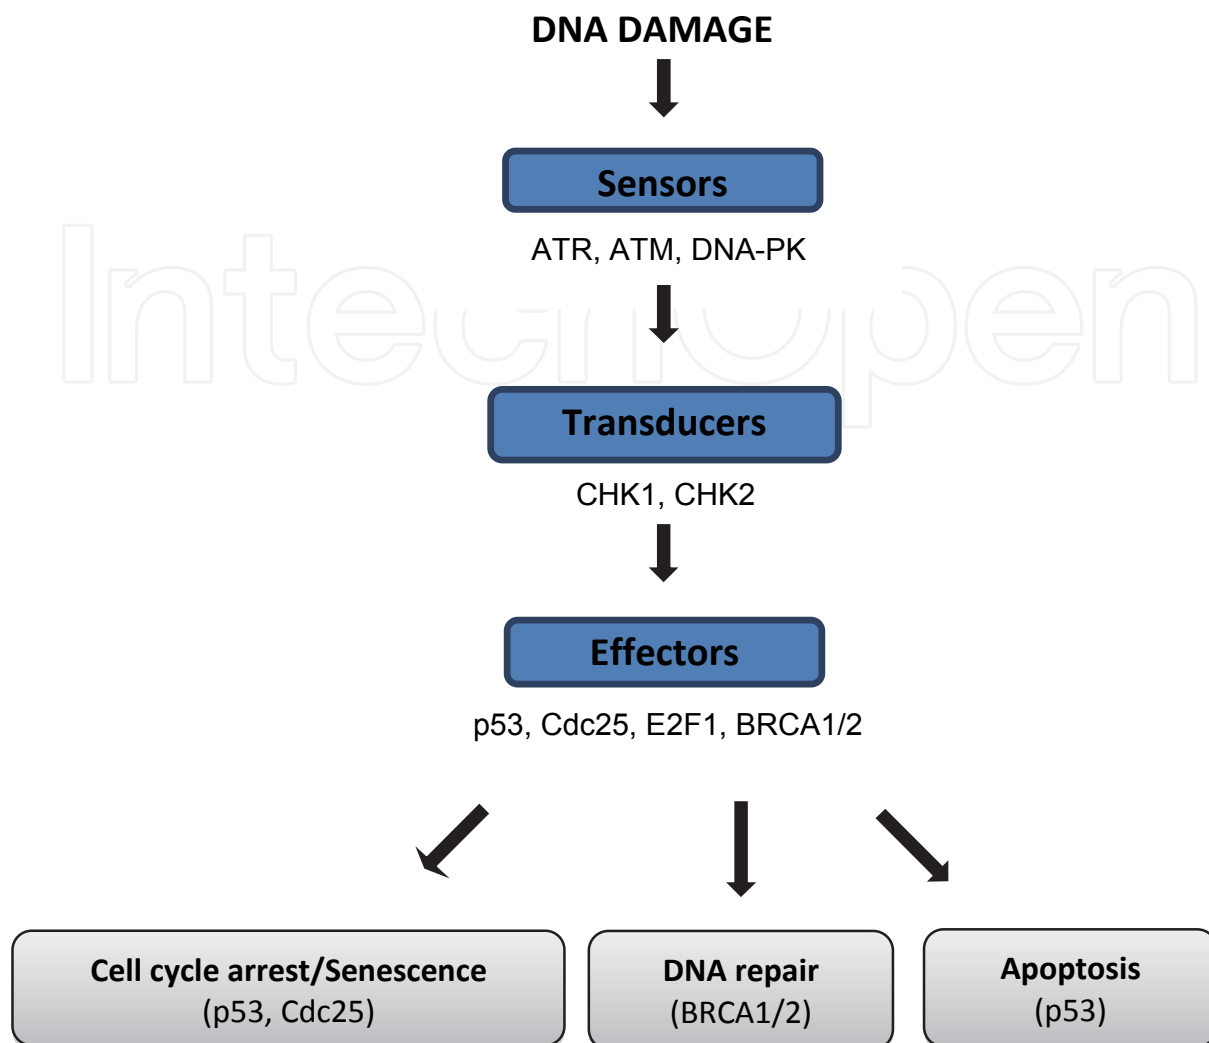 DNA DAMAGE
Sensors
ATR, ATM, DNA-PK
IntechOpen
Transducers
CHK1, CHK2
Effectors
p53, Cdc25, E2F1, BRCA1/2
Cell cycle arrest/Senescence
(p53, Cdc25)
DNA repair
(BRCA1/2)
Apoptosis
(p53)